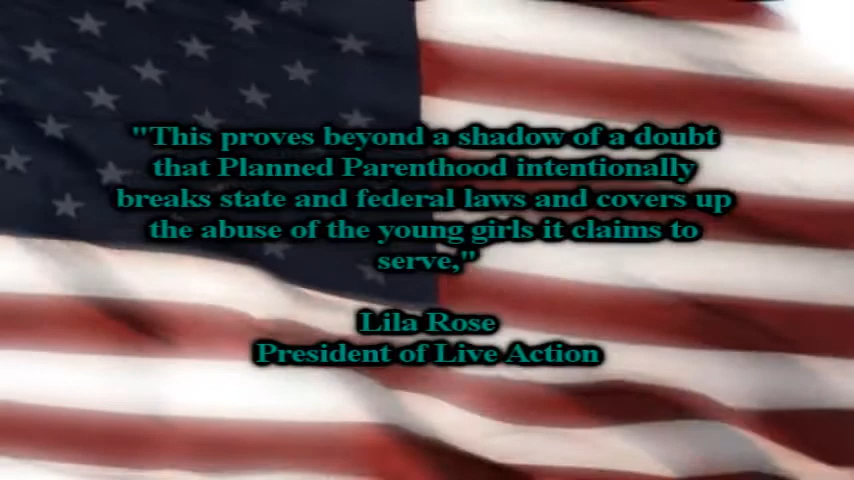 "This proves beyond a shadow of a doubt
that Planned Parenthood intentionally
breaks state and federal laws and covers up
the abuse of the young girls it claims to
serve,"
Lila Rose
President of Live Action